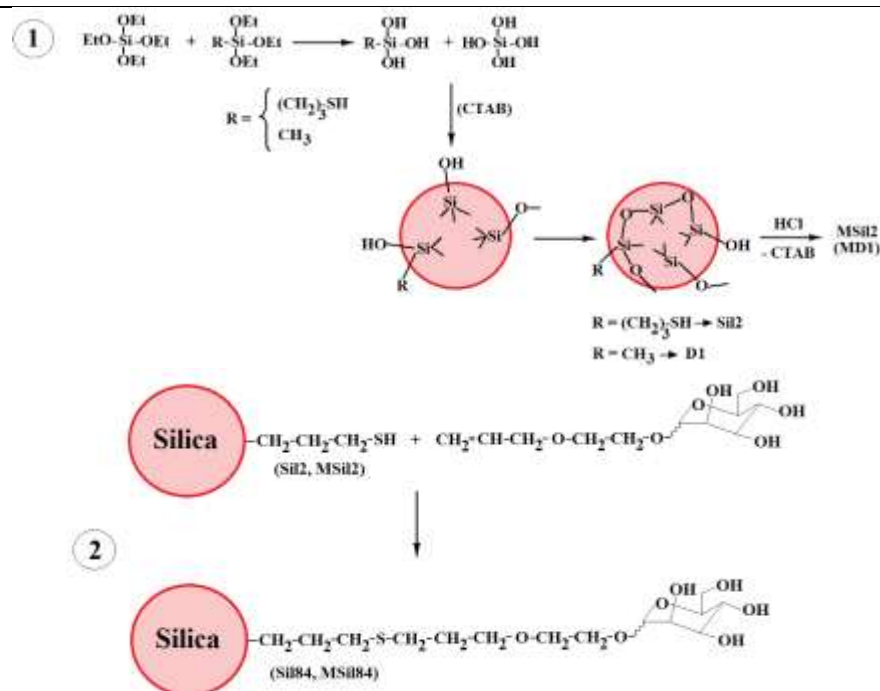 1
OEt OEt OH OH
EtO-Si-OEt + R-Si-OEt R-Si-OH + HO-Si-OH
OEt OEt OH OH
R = { (CH2)3SH
CH3
(CTAB)
OH
Si
O
HO
Si
Si
R
O
Si
O
Si
Si
OH
Si
R
O
O
HCl
- CTAB
MSil2
(MD1)
R = (CH2)3SH → Sil2
R = CH3 → D1
Silica
CH2-CH2-CH2-SH + CH2=CH-CH2-O-CH2-CH2-O
(Sil2, MSil2)
O
OH
OH
OH
OH
2
Silica
CH2-CH2-CH2-S-CH2-CH2-CH2-O-CH2-CH2-O
(Sil84, MSil84)
O
OH
OH
OH
OH